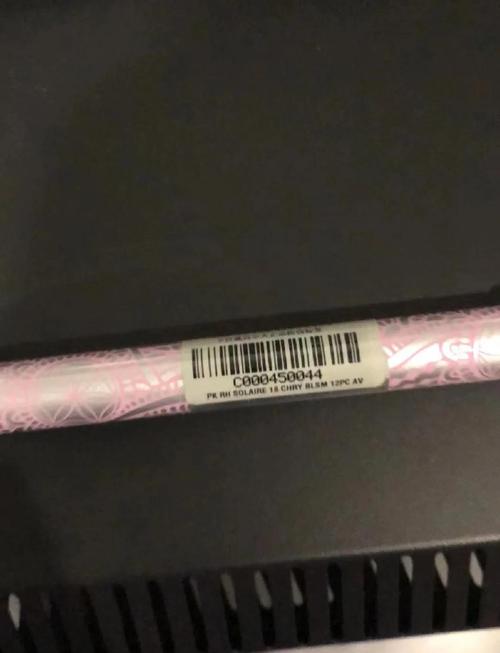 C000450044
PK RH SOLAIRE 18 CHRY BLSM 12PC AV